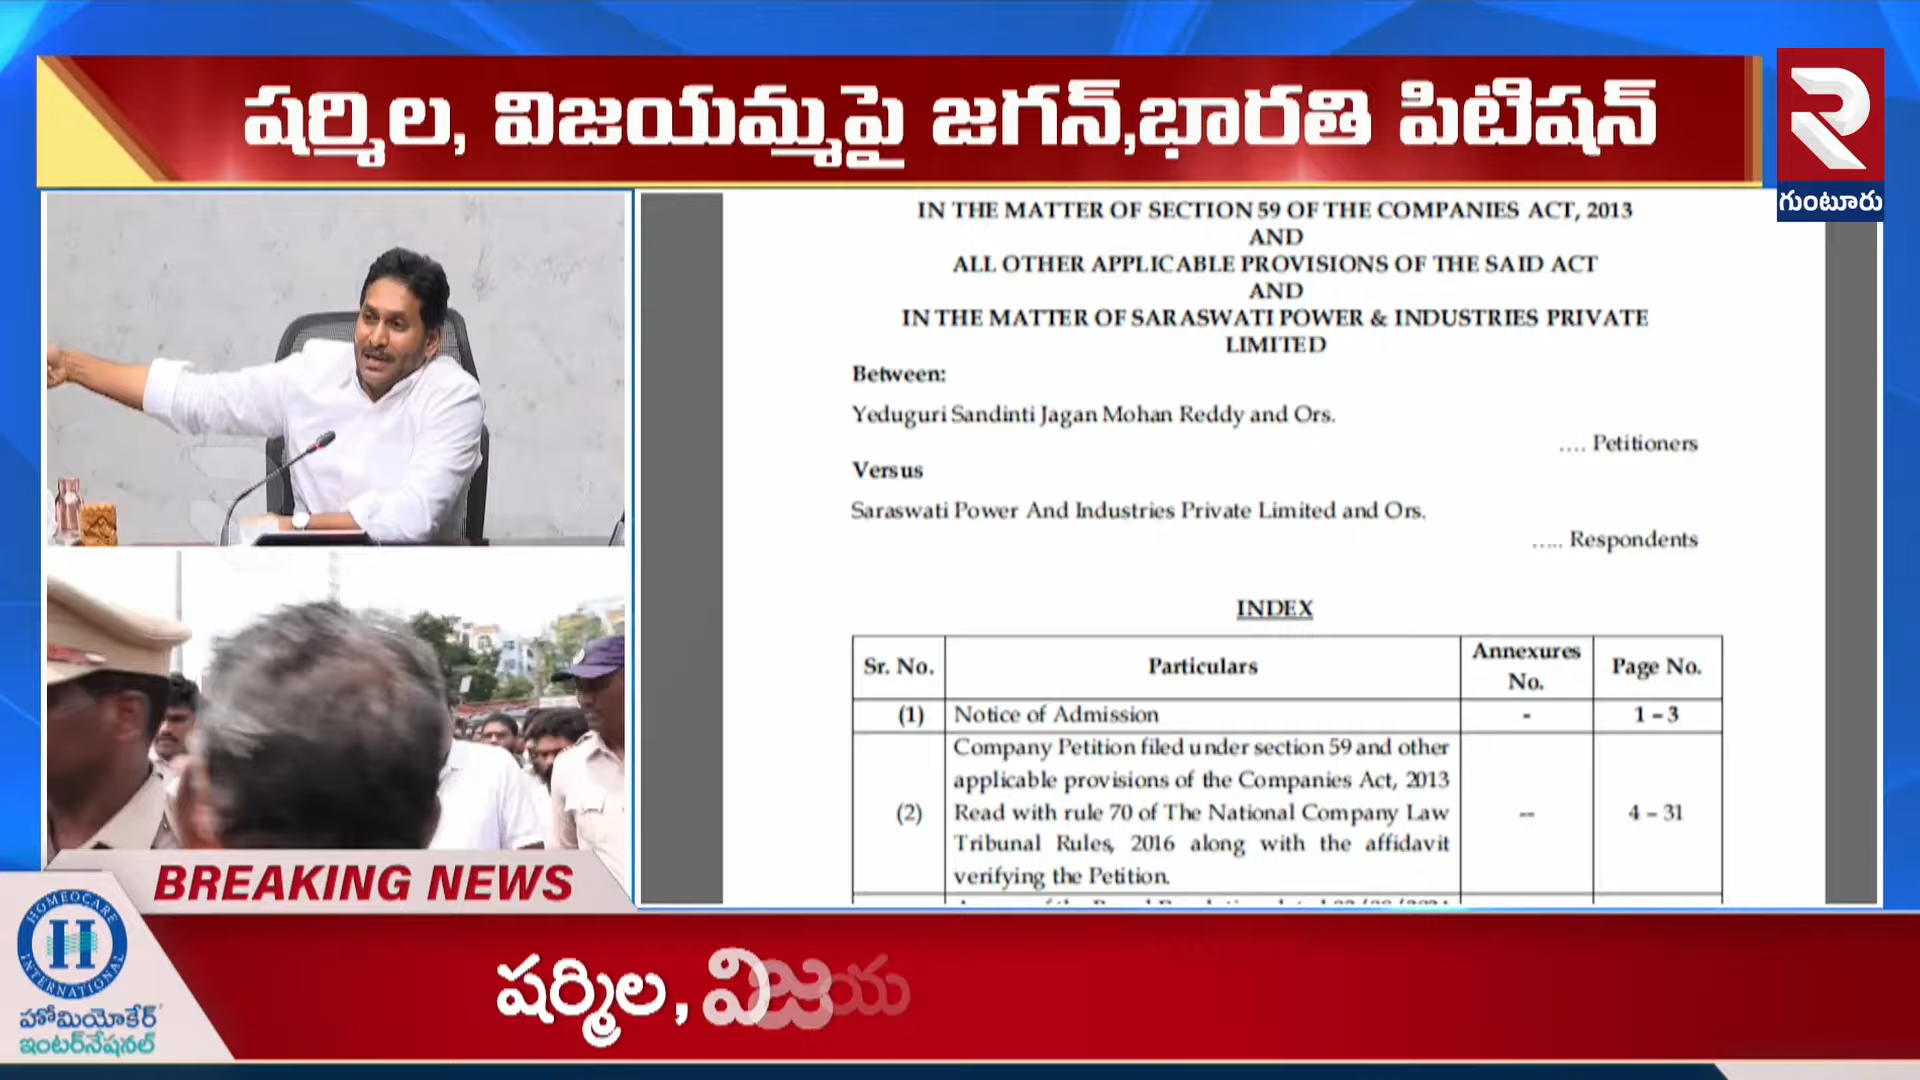 షర్మిల, విజయమ్మపై జగన్,భారతి పిటిషన్
గుంటూరు
IN THE MATTER OF SECTION 59 OF THE COMPANIES ACT, 2013
AND
ALL OTHER APPLICABLE PROVISIONS OF THE SAID ACT
AND
IN THE MATTER OF SARASWATI POWER & INDUSTRIES PRIVATE
LIMITED
Between:
Yeduguri Sandinti Jagan Mohan Reddy and Ors.
.... Petitioners
Versus
Saraswati Power And Industries Private Limited and Ors.
..... Respondents
INDEX
Sr. No. Particulars Annexures No. Page No.
(1) Notice of Admission - 1 – 3
(2) Company Petition filed under section 59 and other
applicable provisions of the Companies Act, 2013
Read with rule 70 of The National Company Law
Tribunal Rules, 2016 along with the affidavit
verifying the Petition.
-- 4 – 31
BREAKING NEWS
HOMEOCARE
INTERNATIONAL
హోమియోకేర్
ఇంటర్నేషనల్
షర్మిల, విజయ